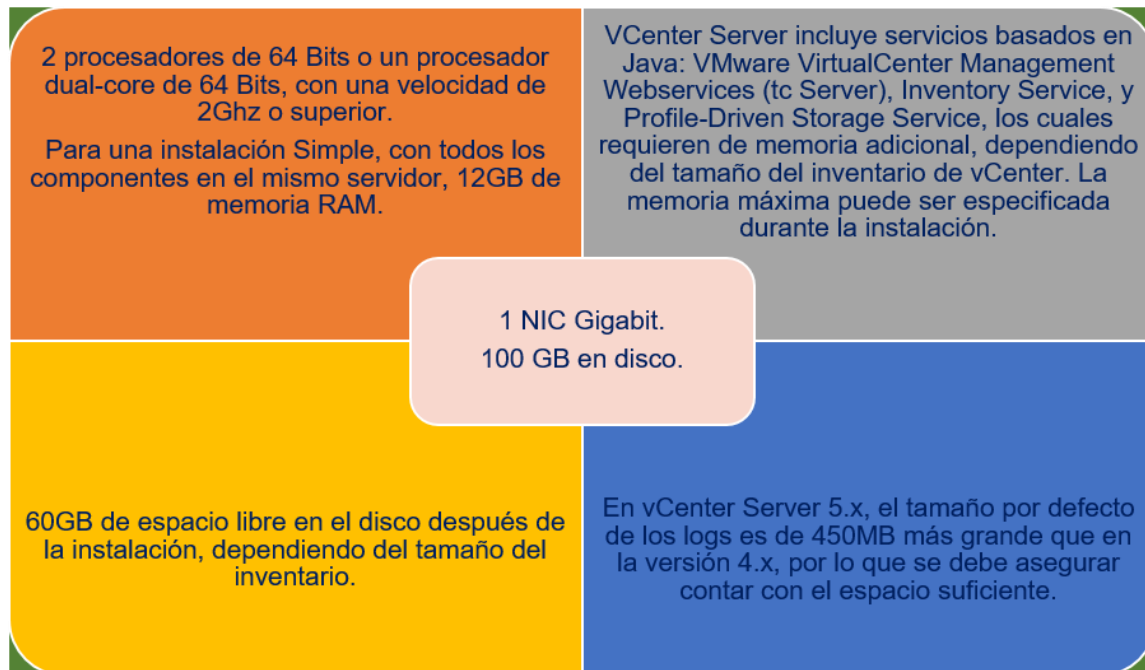 2 procesadores de 64 Bits o un procesador
dual-core de 64 Bits, con una velocidad de
2Ghz o superior.
Para una instalación Simple, con todos los
componentes en el mismo servidor, 12GB de
memoria RAM.
VCenter Server incluye servicios basados en
Java: VMware VirtualCenter Management
Webservices (tc Server), Inventory Service, y
Profile-Driven Storage Service, los cuales
requieren de memoria adicional, dependiendo
del tamaño del inventario de vCenter. La
memoria máxima puede ser especificada
durante la instalación.
1 NIC Gigabit.
100 GB en disco.
60GB de espacio libre en el disco después de
la instalación, dependiendo del tamaño del
inventario.
En vCenter Server 5.x, el tamaño por defecto
de los logs es de 450MB más grande que en
la versión 4.x, por lo que se debe asegurar
contar con el espacio suficiente.